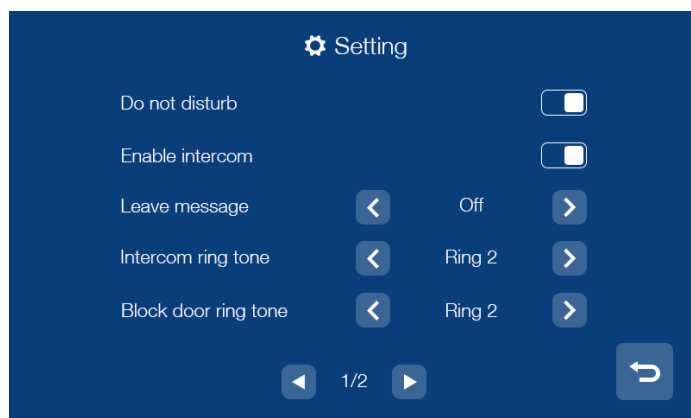 Setting
Do not disturb
Enable intercom
Leave message Off
Intercom ring tone Ring 2
Block door ring tone Ring 2
1/2